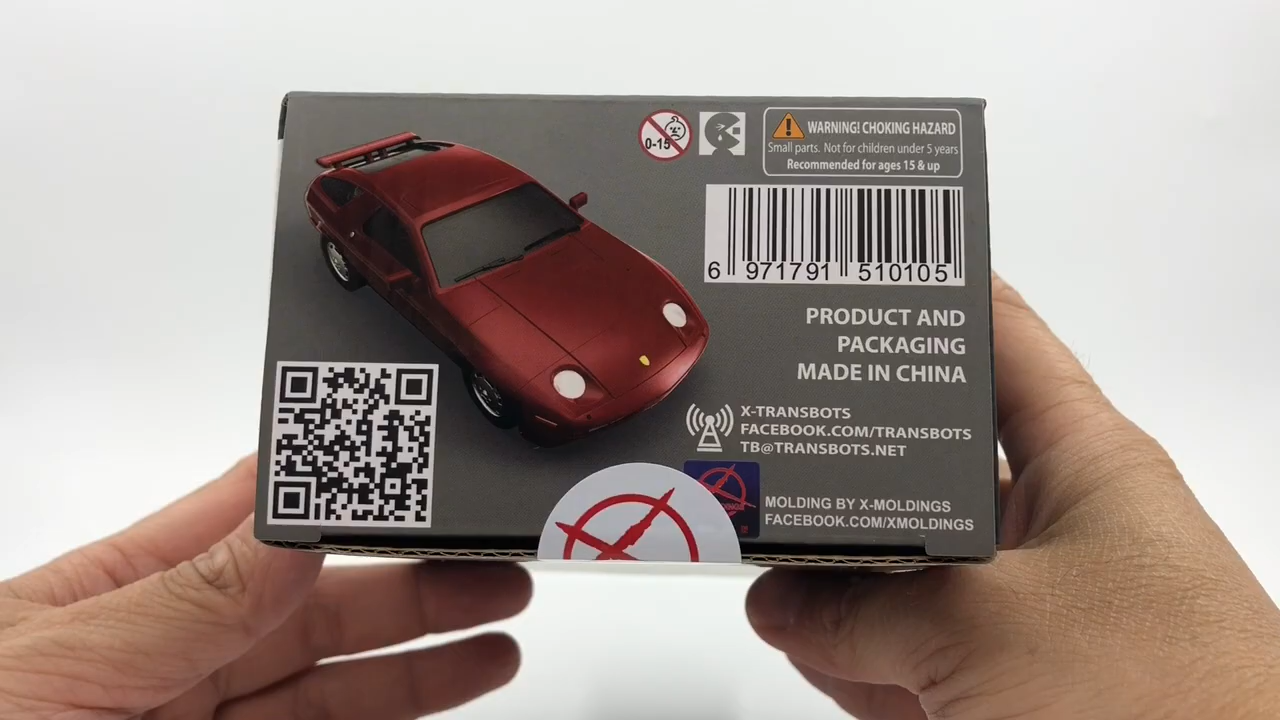 0-15
WARNING! CHOKING HAZARD
Small parts. Not for children under 5 years
Recommended for ages 15 & up
6 971791 510105
PRODUCT AND
PACKAGING
MADE IN CHINA
X-TRANSBOTS
FACEBOOK.COM/TRANSBOTS
TB@TRANSBOTS.NET
MOLDING BY X-MOLDINGS
FACEBOOK.COM/XMOLDINGS